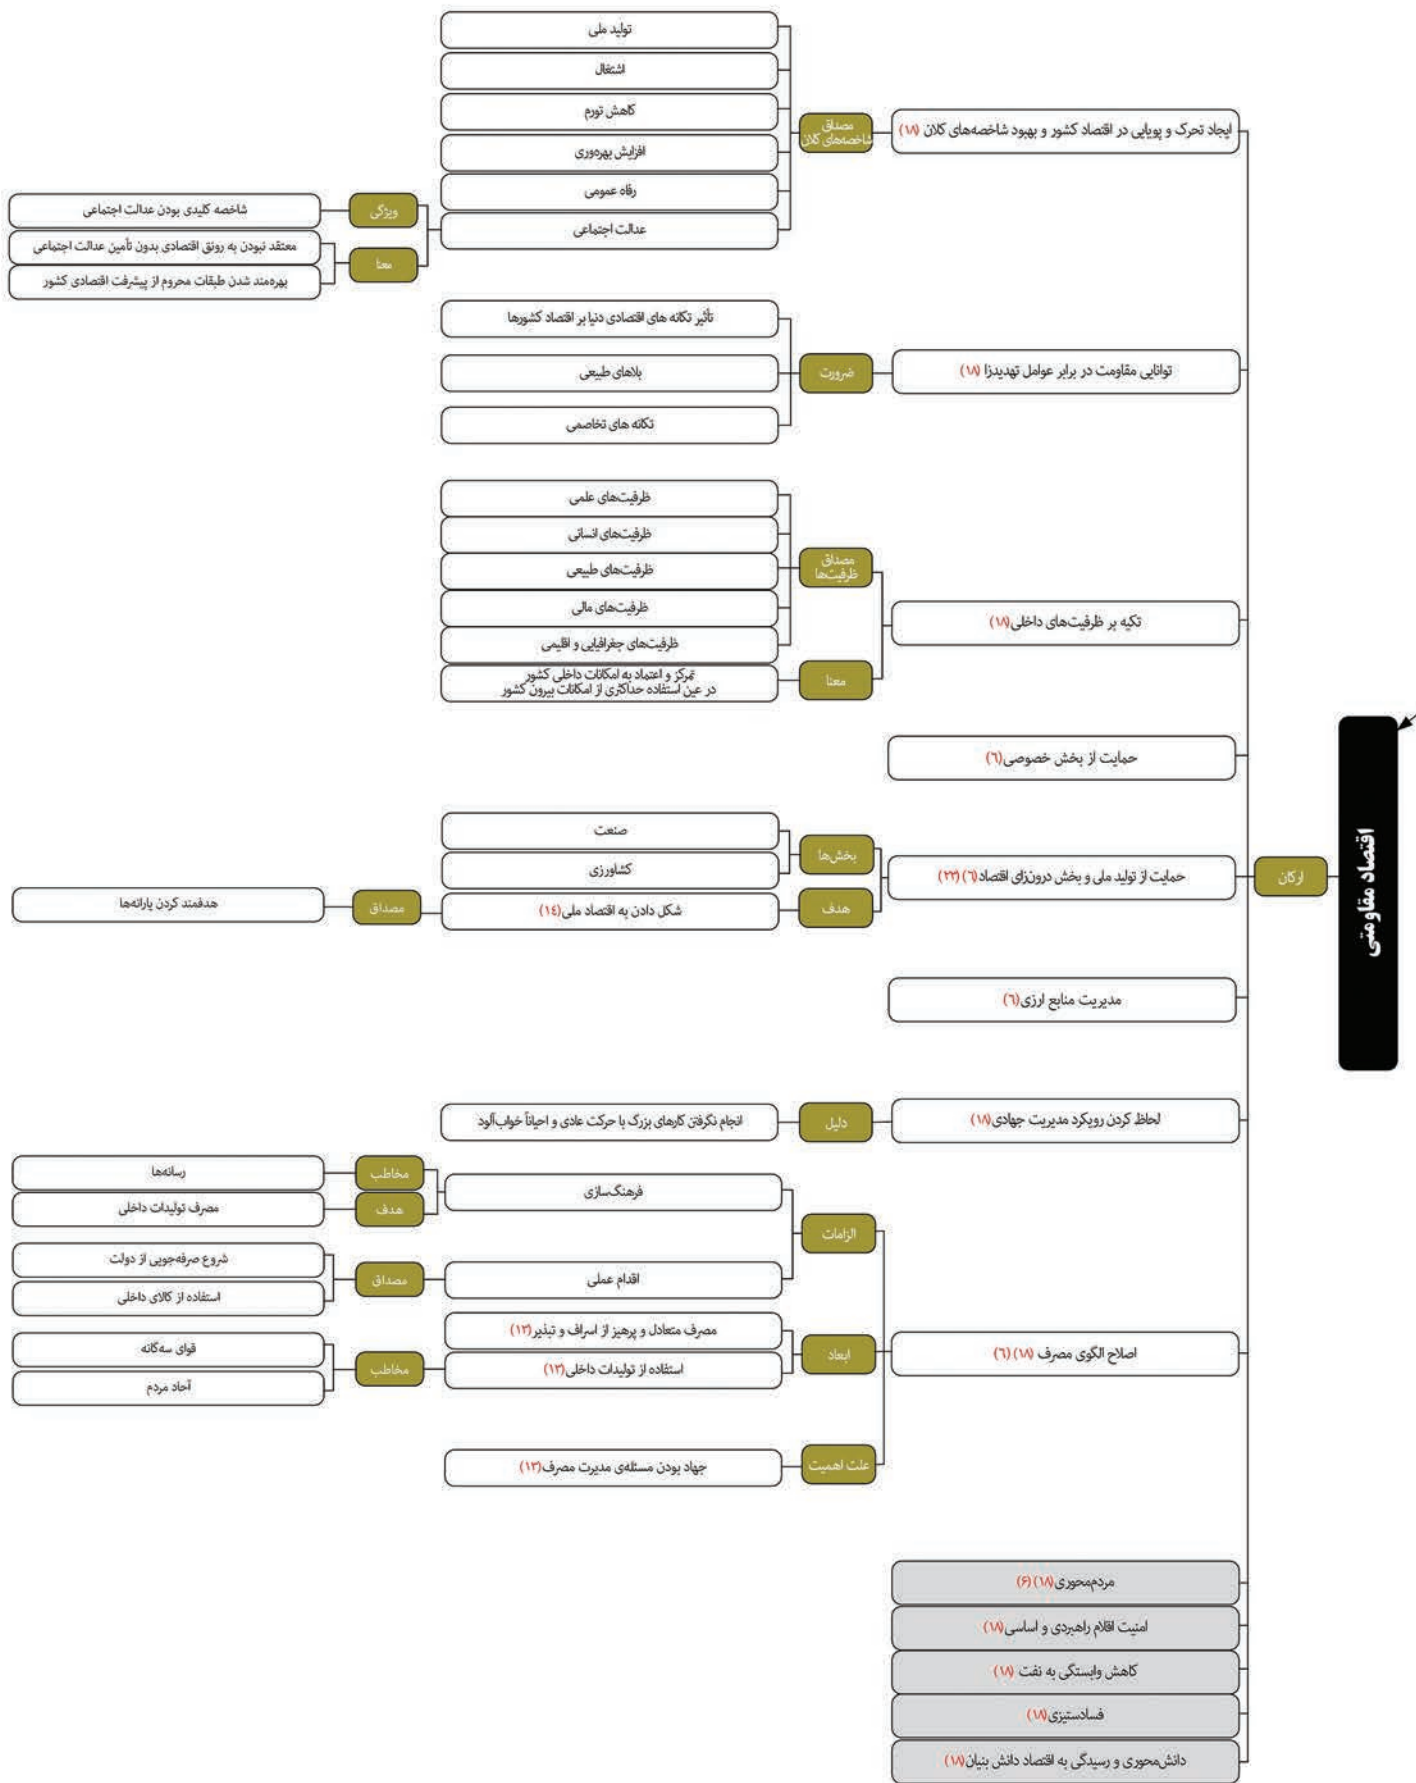 اقتصاد مقاومتی
ارکان
ایجاد تحرک و پویایی در اقتصاد کشور و بهبود شاخصه‌های کلان (۱۸)
مصداق
شاخصه‌های کلان
تولید ملی
اشتغال
کاهش تورم
افزایش بهره‌وری
رفاه عمومی
عدالت اجتماعی
ویژگی
شاخصه کلیدی بودن عدالت اجتماعی
معنا
معتقد نبودن به رونق اقتصادی بدون تأمین عدالت اجتماعی
بهره‌مند شدن طبقات محروم از پیشرفت اقتصادی کشور
توانایی مقاومت در برابر عوامل تهدیدزا (۱۸)
ضرورت
تأثیر تکانه های اقتصادی دنیا بر اقتصاد کشورها
بلاهای طبیعی
تکانه های تخاصمی
تکیه بر ظرفیت‌های داخلی(۱۸)
مصداق
ظرفیت‌ها
ظرفیت‌های علمی
ظرفیت‌های انسانی
ظرفیت‌های طبیعی
ظرفیت‌های مالی
ظرفیت‌های جغرافیایی و اقلیمی
معنا
تمرکز و اعتماد به امکانات داخلی کشور
در عین استفاده حداکثری از امکانات بیرون کشور
حمایت از بخش خصوصی(٦)
حمایت از تولید ملی و بخش درون‌زای اقتصاد(٦) (۲۳)
بخش‌ها
صنعت
کشاورزی
هدف
شکل دادن به اقتصاد ملی(١٤)
مصداق
هدفمند کردن یارانه‌ها
مدیریت منابع ارزی(٦)
لحاظ کردن رویکرد مدیریت جهادی(۱۸)
دلیل
انجام نگرفتن کارهای بزرگ با حرکت عادی و احیاناً خواب‌آلود
اصلاح الگوی مصرف (۱۸) (٦)
الزامات
فرهنگ‌سازی
مخاطب
رسانه‌ها
هدف
مصرف تولیدات داخلی
اقدام عملی
مصداق
شروع صرفه‌جویی از دولت
استفاده از کالای داخلی
ابعاد
مصرف متعادل و پرهیز از اسراف و تبذیر(۱۳)
استفاده از تولیدات داخلی(۱۳)
مخاطب
قوای سه‌گانه
آحاد مردم
علت اهمیت
جهاد بودن مسئله‌ی مدیرت مصرف(۱۳)
مردم‌محوری(۱۸) (۶)
امنیت اقلام راهبردی و اساسی(۱۸)
کاهش وابستگی به نفت (۱۸)
فسادستیزی(۱۸)
دانش‌محوری و رسیدگی به اقتصاد دانش بنیان(۱۸)